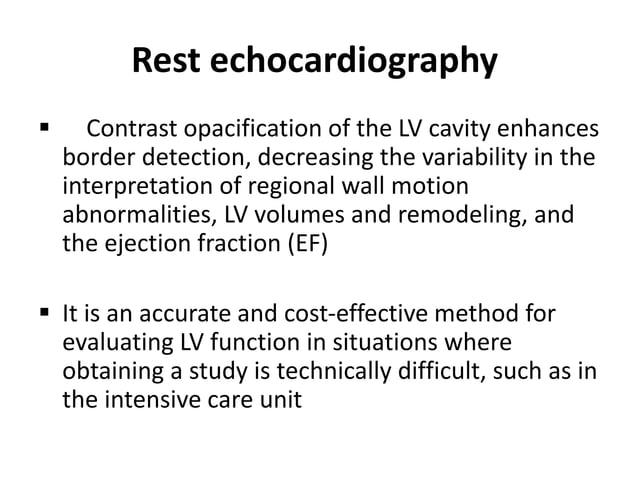 Rest echocardiography
▪ Contrast opacification of the LV cavity enhances
border detection, decreasing the variability in the
interpretation of regional wall motion
abnormalities, LV volumes and remodeling, and
the ejection fraction (EF)
▪ It is an accurate and cost-effective method for
evaluating LV function in situations where
obtaining a study is technically difficult, such as in
the intensive care unit